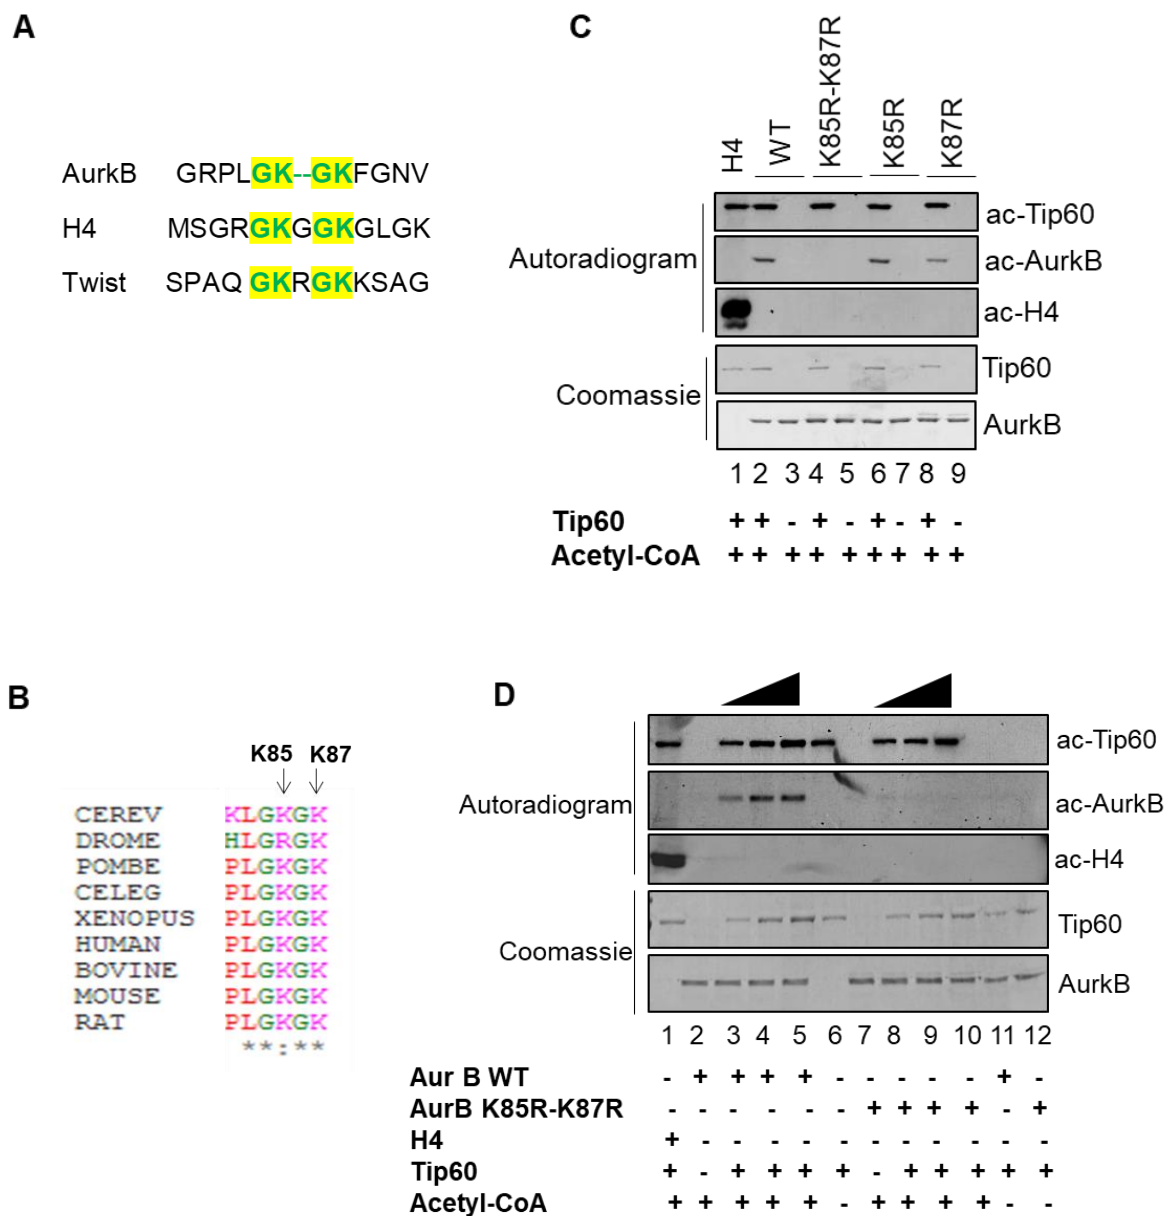 A
AurkB GRPLGK--GKFGNV
H4 MSGRGKGGKGLGK
Twist SPAQ GKRGKKSAG
C
H4 WT K85R-K87R K85R K87R
Autoradiogram
ac-Tip60
ac-AurkB
ac-H4
Coomassie
Tip60
AurkB
1 2 3 4 5 6 7 8 9
Tip60 + + - + - + - + -
Acetyl-CoA + + + + + + + + +
B
K85 K87
CEREV KLGKGK
DROME HLGRGK
POMBE PLGKGK
CELEG PLGKGK
XENOPUS PLGKGK
HUMAN PLGKGK
BOVINE PLGKGK
MOUSE PLGKGK
RAT PLGKGK
**:**
D
Autoradiogram
ac-Tip60
ac-AurkB
ac-H4
Coomassie
Tip60
AurkB
1 2 3 4 5 6 7 8 9 10 11 12
Aur B WT - + + + + - - - - - + -
AurB K85R-K87R - - - - - - + + + + - +
H4 + - - - - - - - - - - -
Tip60 + - + + + + - + + + + +
Acetyl-CoA + + + + + - + + + + - -